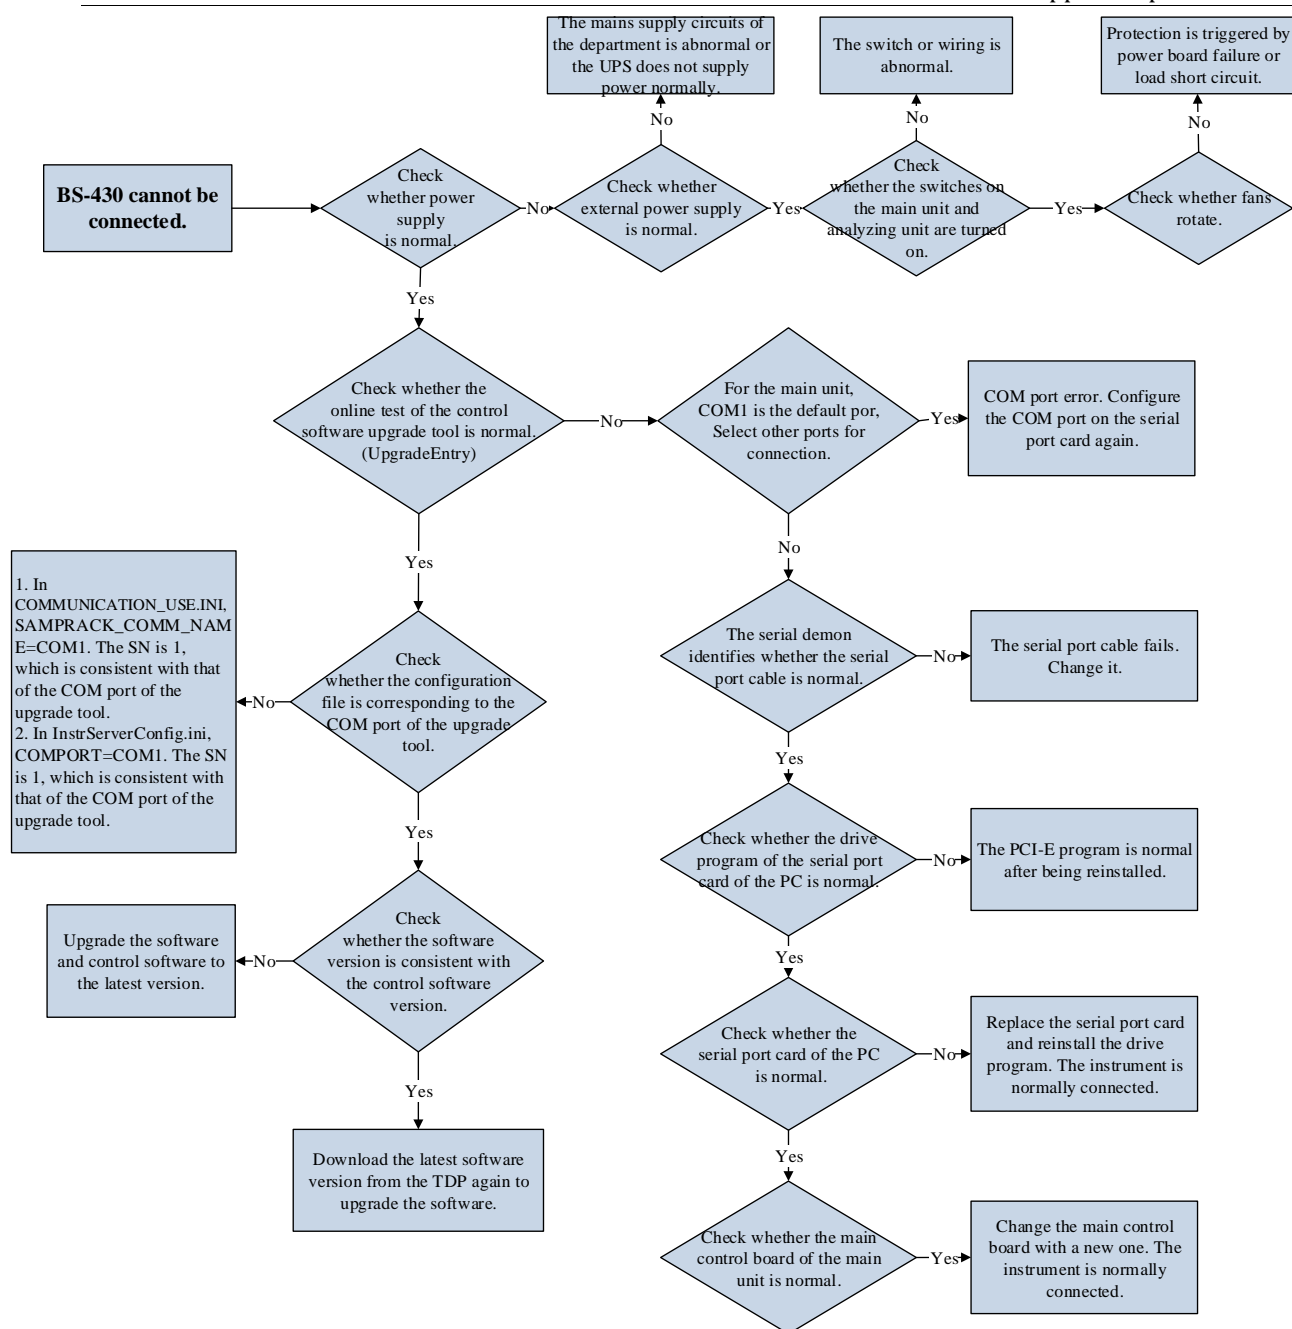 The mains supply circuits of
the department is abnormal or
the UPS does not supply
power normally.
The switch or wiring is
abnormal.
Protection is triggered by
power board failure or
load short circuit.
No
No
No
BS-430 cannot be
connected.
Check
whether power
supply
is normal.
No
Check whether
external power supply
is normal.
Yes
Check
whether the switches on
the main unit and
analyzing unit are turned
on.
Yes
Check whether fans
rotate.
Yes
Check whether the
online test of the control
software upgrade tool is normal.
(UpgradeEntry)
No
For the main unit,
COM1 is the default por,
Select other ports for
connection.
Yes
COM port error. Configure
the COM port on the serial
port card again.
Yes
No
1. In
COMMUNICATION_USE.INI,
SAMPRACK_COMM_NAM
E=COM1. The SN is 1,
which is consistent with that
of the COM port of the
upgrade tool.
2. In InstrServerConfig.ini,
COMPORT=COM1. The SN
is 1, which is consistent with
that of the COM port of the
upgrade tool.
No
Check
whether the configuration
file is corresponding to the
COM port of the upgrade
tool.
The serial demon
identifies whether the serial
port cable is normal.
No
The serial port cable fails.
Change it.
Yes
Yes
Check whether the drive
program of the serial port
card of the PC is normal.
No
The PCI-E program is normal
after being reinstalled.
Upgrade the software
and control software to
the latest version.
No
Check
whether the software
version is consistent with
the control software
version.
Yes
Yes
Check whether the
serial port card of the PC
is normal.
No
Replace the serial port card
and reinstall the drive
program. The instrument is
normally connected.
Download the latest software
version from the TDP again to
upgrade the software.
Yes
Check whether the main
control board of the main
unit is normal.
Yes
Change the main control
board with a new one. The
instrument is normally
connected.